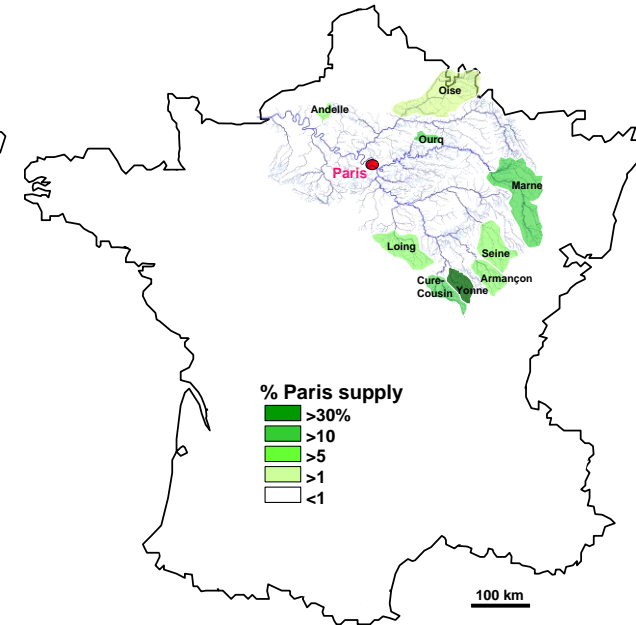 Oise
Andelle
Ourq
Paris
Marne
Loing
Seine
Cure-
Cousin
Yonne
Armançon
% Paris supply
>30%
>10
>5
>1
<1
100 km